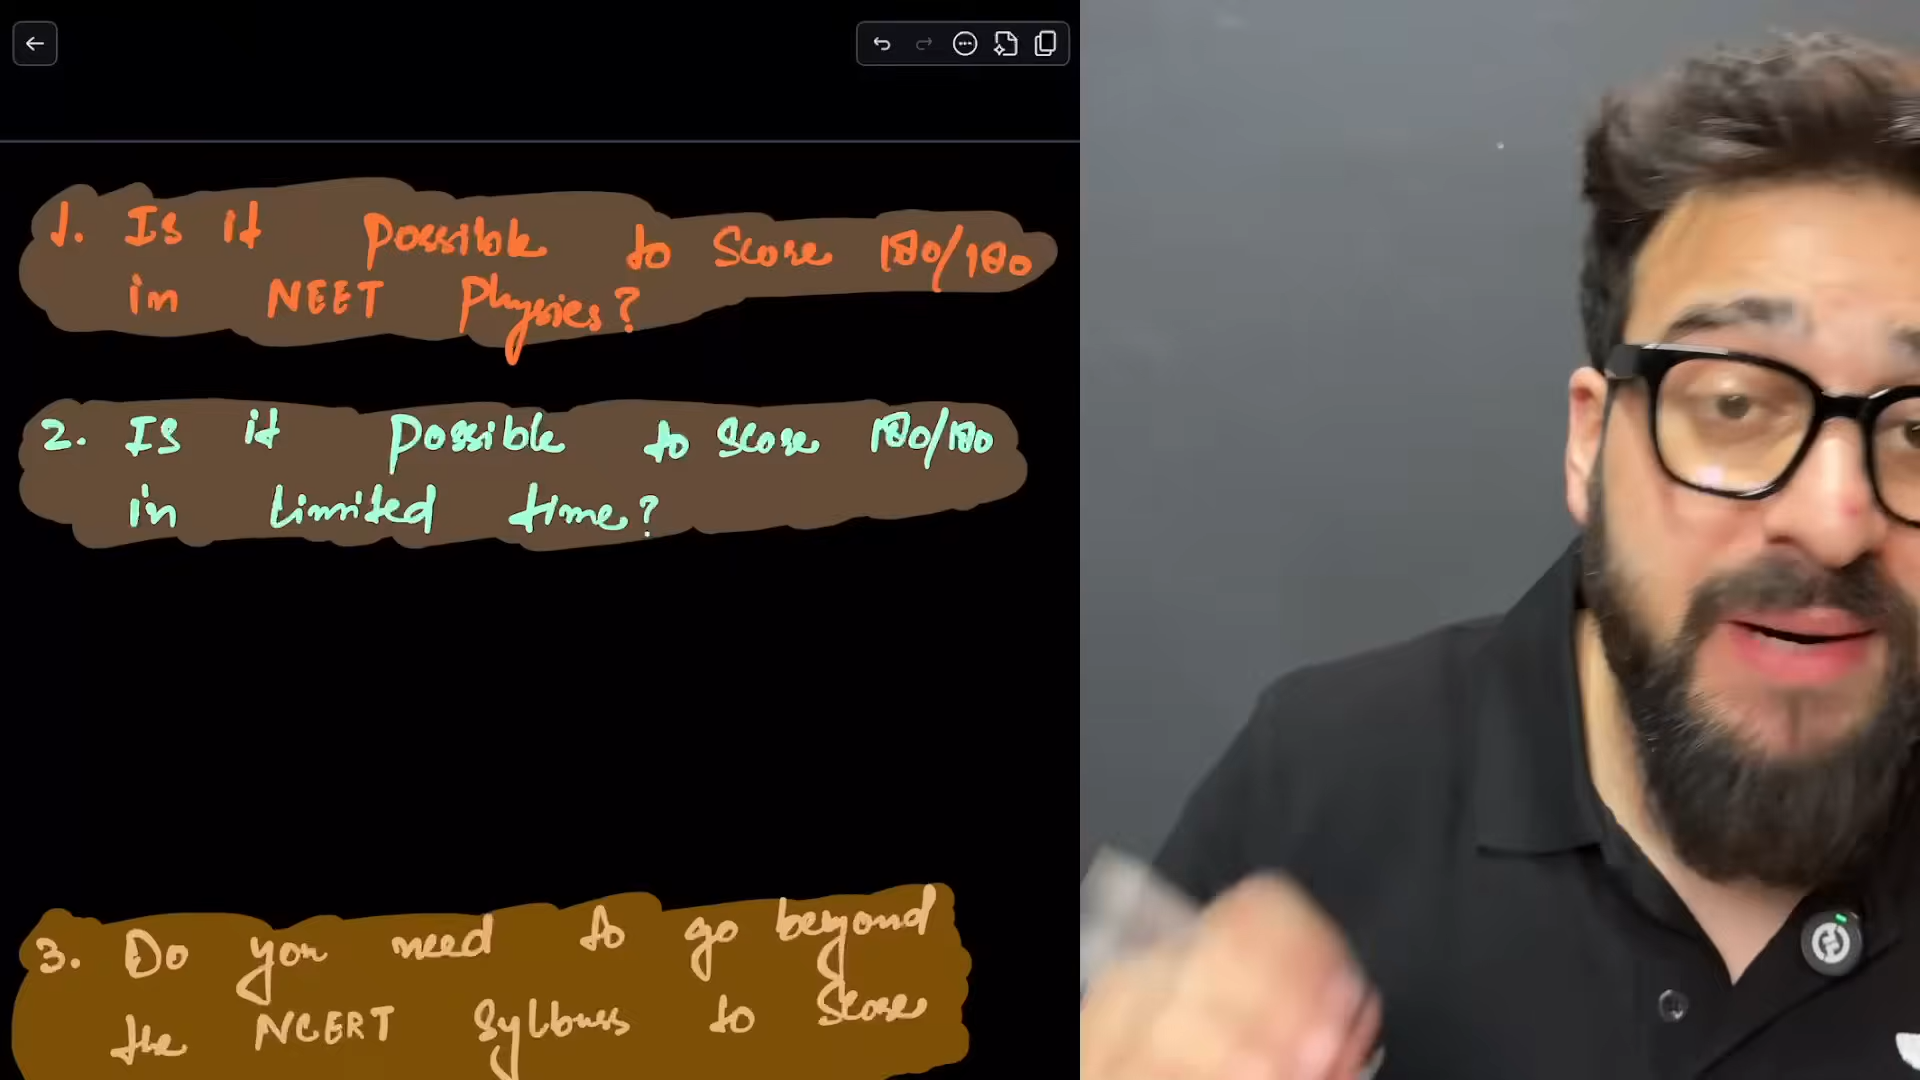 1. Is it possible to score 180/180
in NEET Physics?
2. Is it possible to score 180/180
in limited time?
3. Do you need to go beyond
the NCERT Syllbuss to score